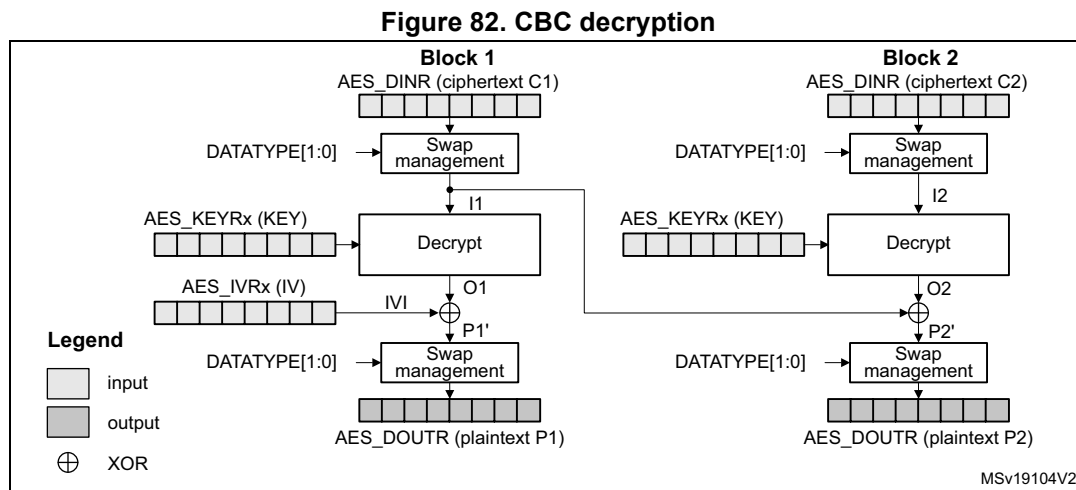 Figure 82. CBC decryption
Block 1
Block 2
AES_DINR (ciphertext C1)
AES_DINR (ciphertext C2)
DATATYPE[1:0]
Swap
management
DATATYPE[1:0]
Swap
management
I1
I2
AES_KEYRx (KEY)
Decrypt
AES_KEYRx (KEY)
Decrypt
AES_IVRx (IV)
O1
O2
IVI
P1'
P2'
Legend
DATATYPE[1:0]
Swap
management
DATATYPE[1:0]
Swap
management
input
output
AES_DOUTR (plaintext P1)
AES_DOUTR (plaintext P2)
XOR
MSv19104V2